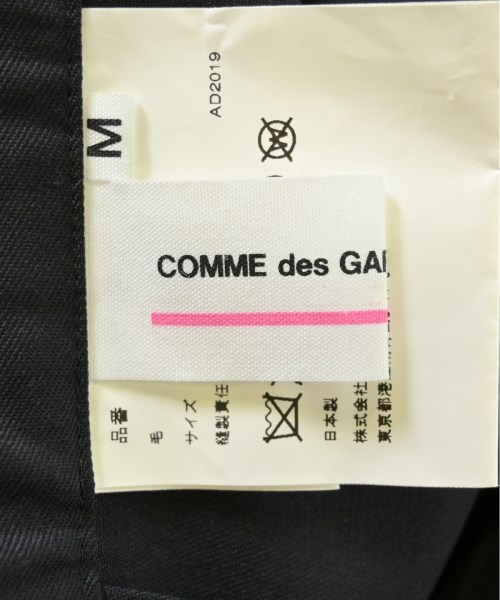 M
COMME des GA
AD2019
品番
毛
サイズ
縫製責任
日本製
株式会社
東京都港